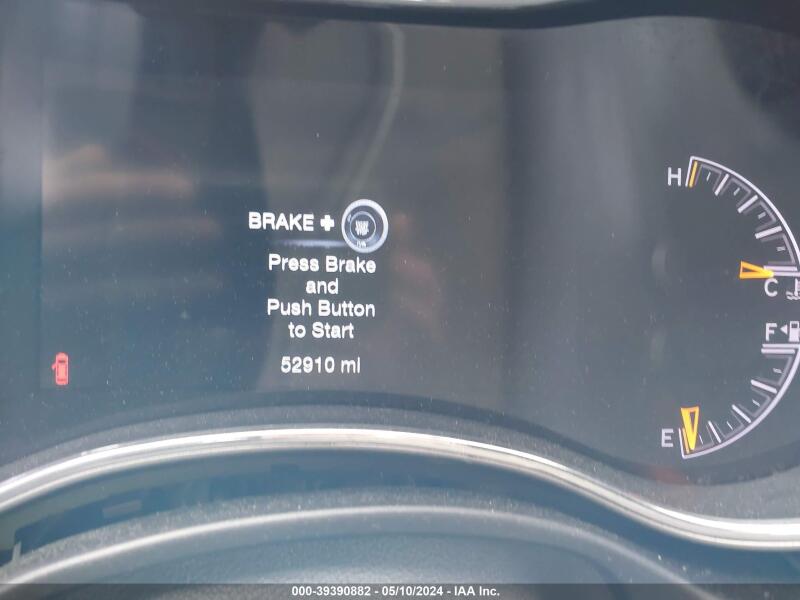 H
BRAKE +
Press Brake
and
Push Button
to Start
C
F
52910 mi
E
000-39390882 - 05/10/2024 - IAA Inc.